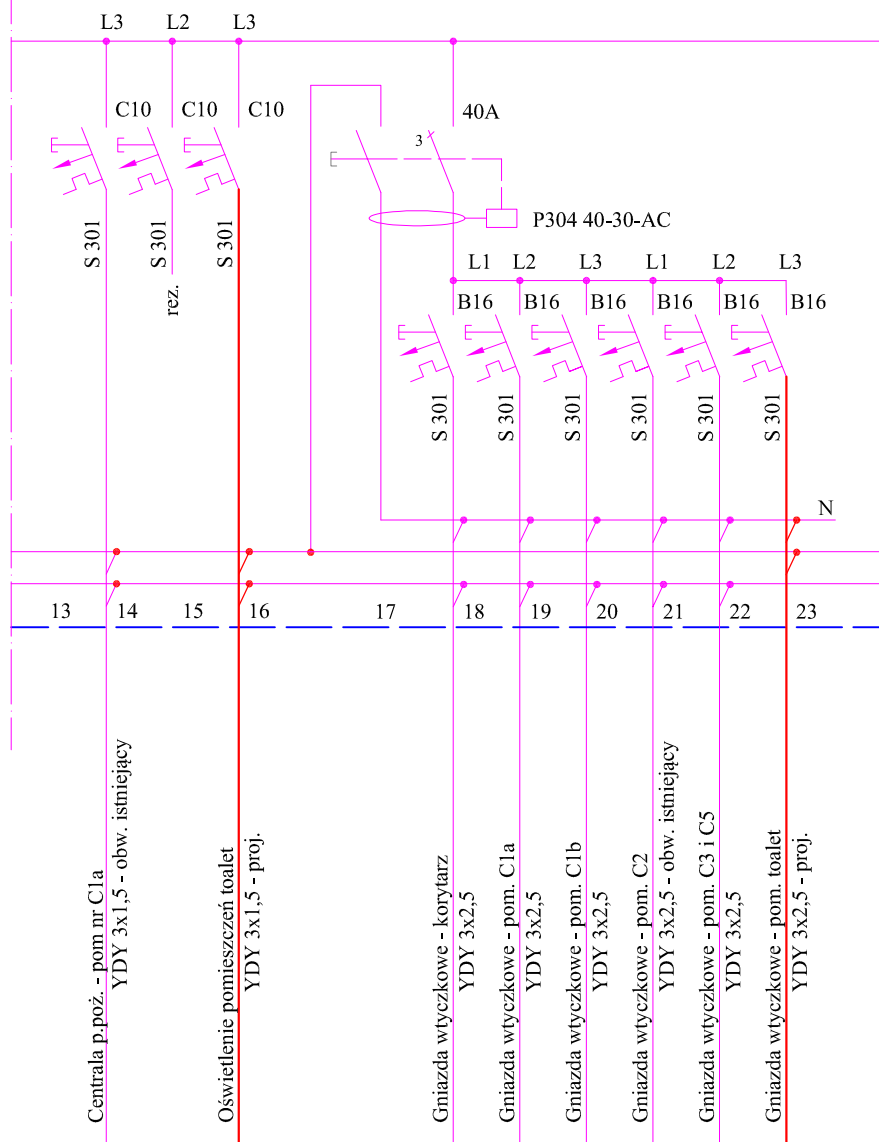 L3
L2
L3
C10
C10
C10
40A
3
S 301
S 301
S 301
rez.
P304 40-30-AC
L1
L2
L3
L1
L2
L3
B16
B16
B16
B16
B16
B16
S 301
S 301
S 301
S 301
S 301
S 301
N
13
14
15
16
17
18
19
20
21
22
23
Centrala p.poż. - pom nr C1a
YDY 3x1,5 - obw. istniejący
Oświetlenie pomieszczeń toalet
YDY 3x1,5 - proj.
Gniazda wtyczkowe - korytarz
YDY 3x2,5
Gniazda wtyczkowe - pom. C1a
YDY 3x2,5
Gniazda wtyczkowe - pom. C1b
YDY 3x2,5
Gniazda wtyczkowe - pom. C2
YDY 3x2,5 - obw. istniejący
Gniazda wtyczkowe - pom. C3 i C5
YDY 3x2,5
Gniazda wtyczkowe - pom. toalet
YDY 3x2,5 - proj.